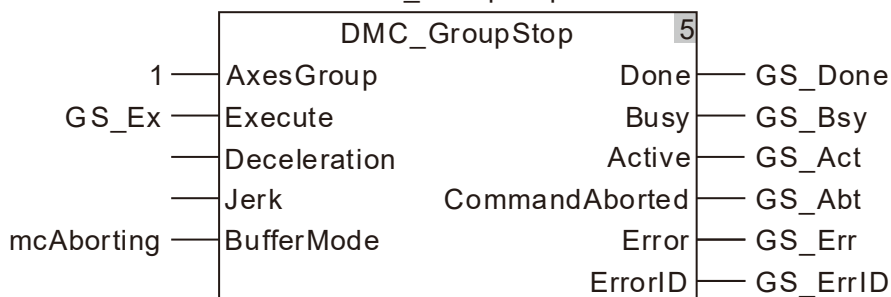 DMC_GroupStop 5
1 AxesGroup Done GS_Done
GS_Ex Execute Busy GS_Bsy
Deceleration Active GS_Act
Jerk CommandAborted GS_Abt
mcAborting BufferMode Error GS_Err
ErrorID GS_ErrID